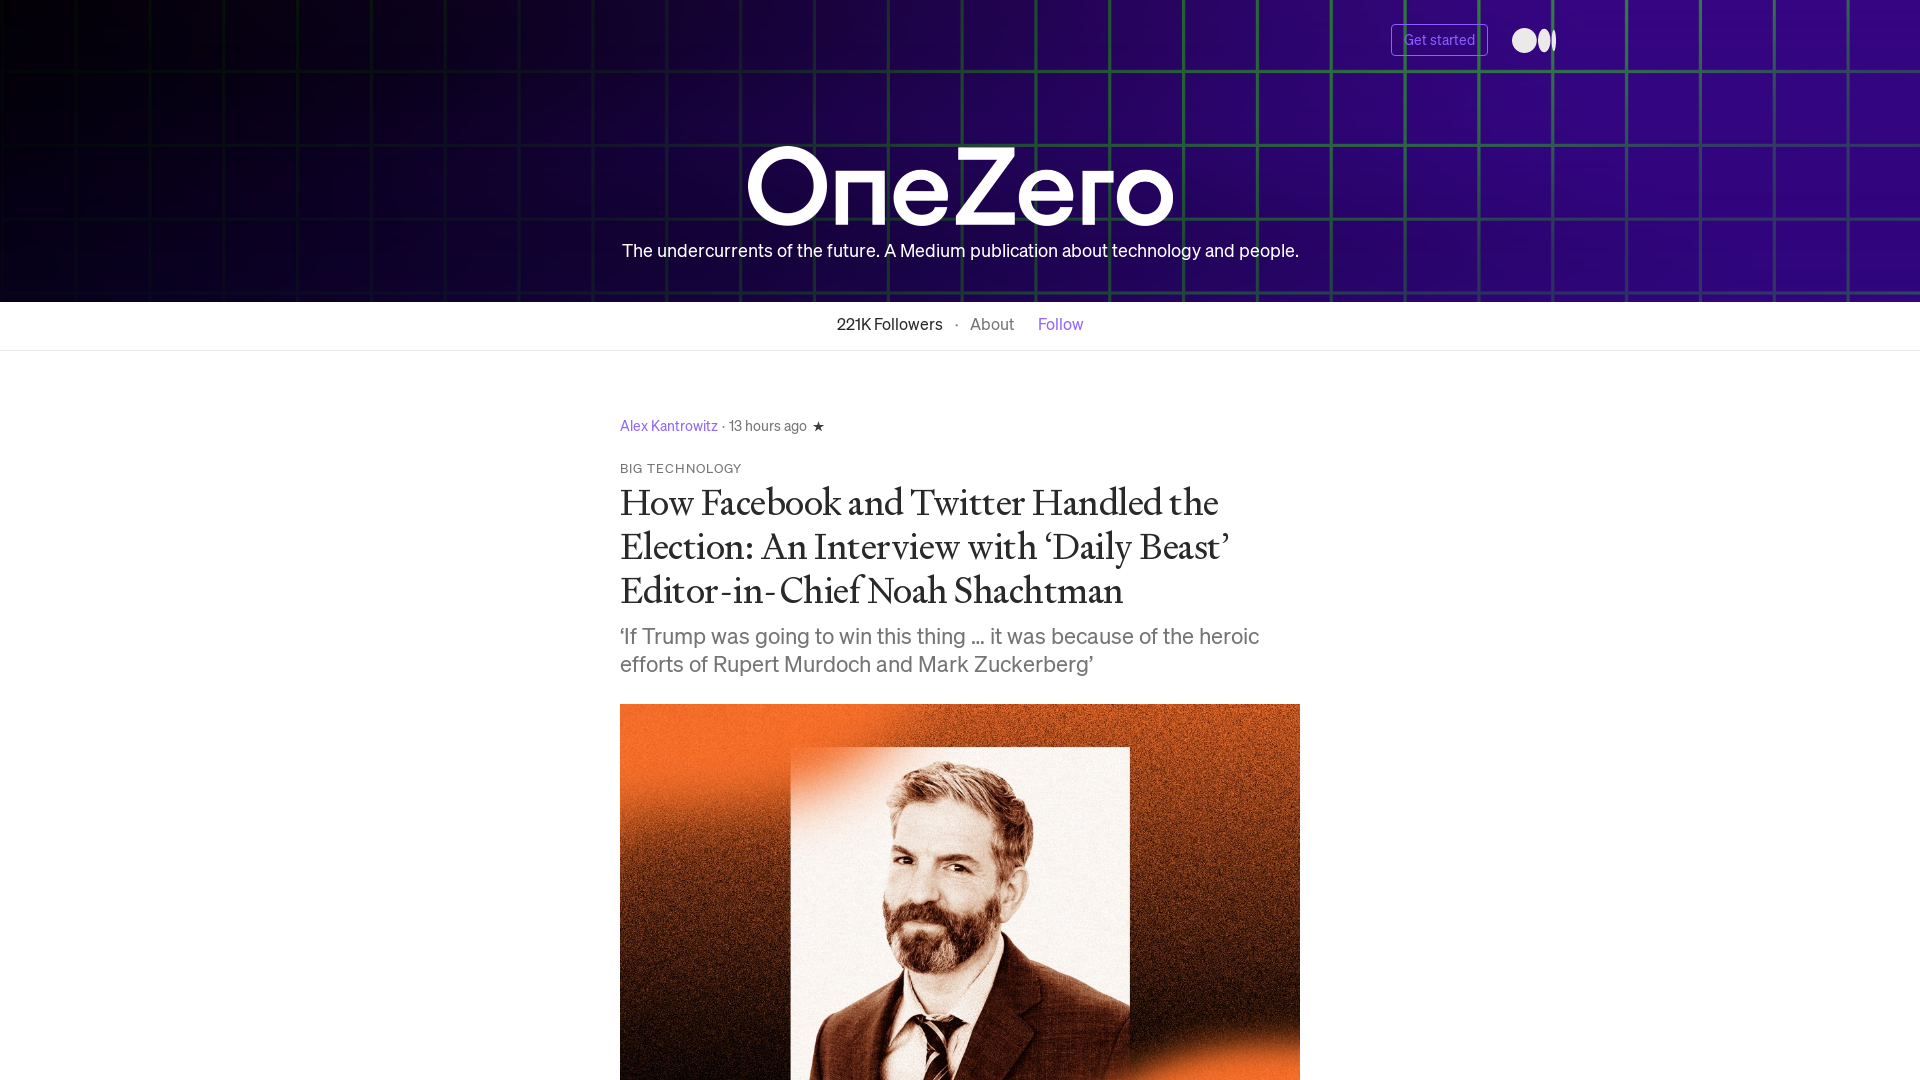 Get started
OneZero
The undercurrents of the future. A Medium publication about technology and people.
221K Followers · About Follow
Alex Kantrowitz · 13 hours ago ★
BIG TECHNOLOGY
How Facebook and Twitter Handled the
Election: An Interview with ‘Daily Beast’
Editor-in-Chief Noah Shachtman
‘If Trump was going to win this thing … it was because of the heroic
efforts of Rupert Murdoch and Mark Zuckerberg’